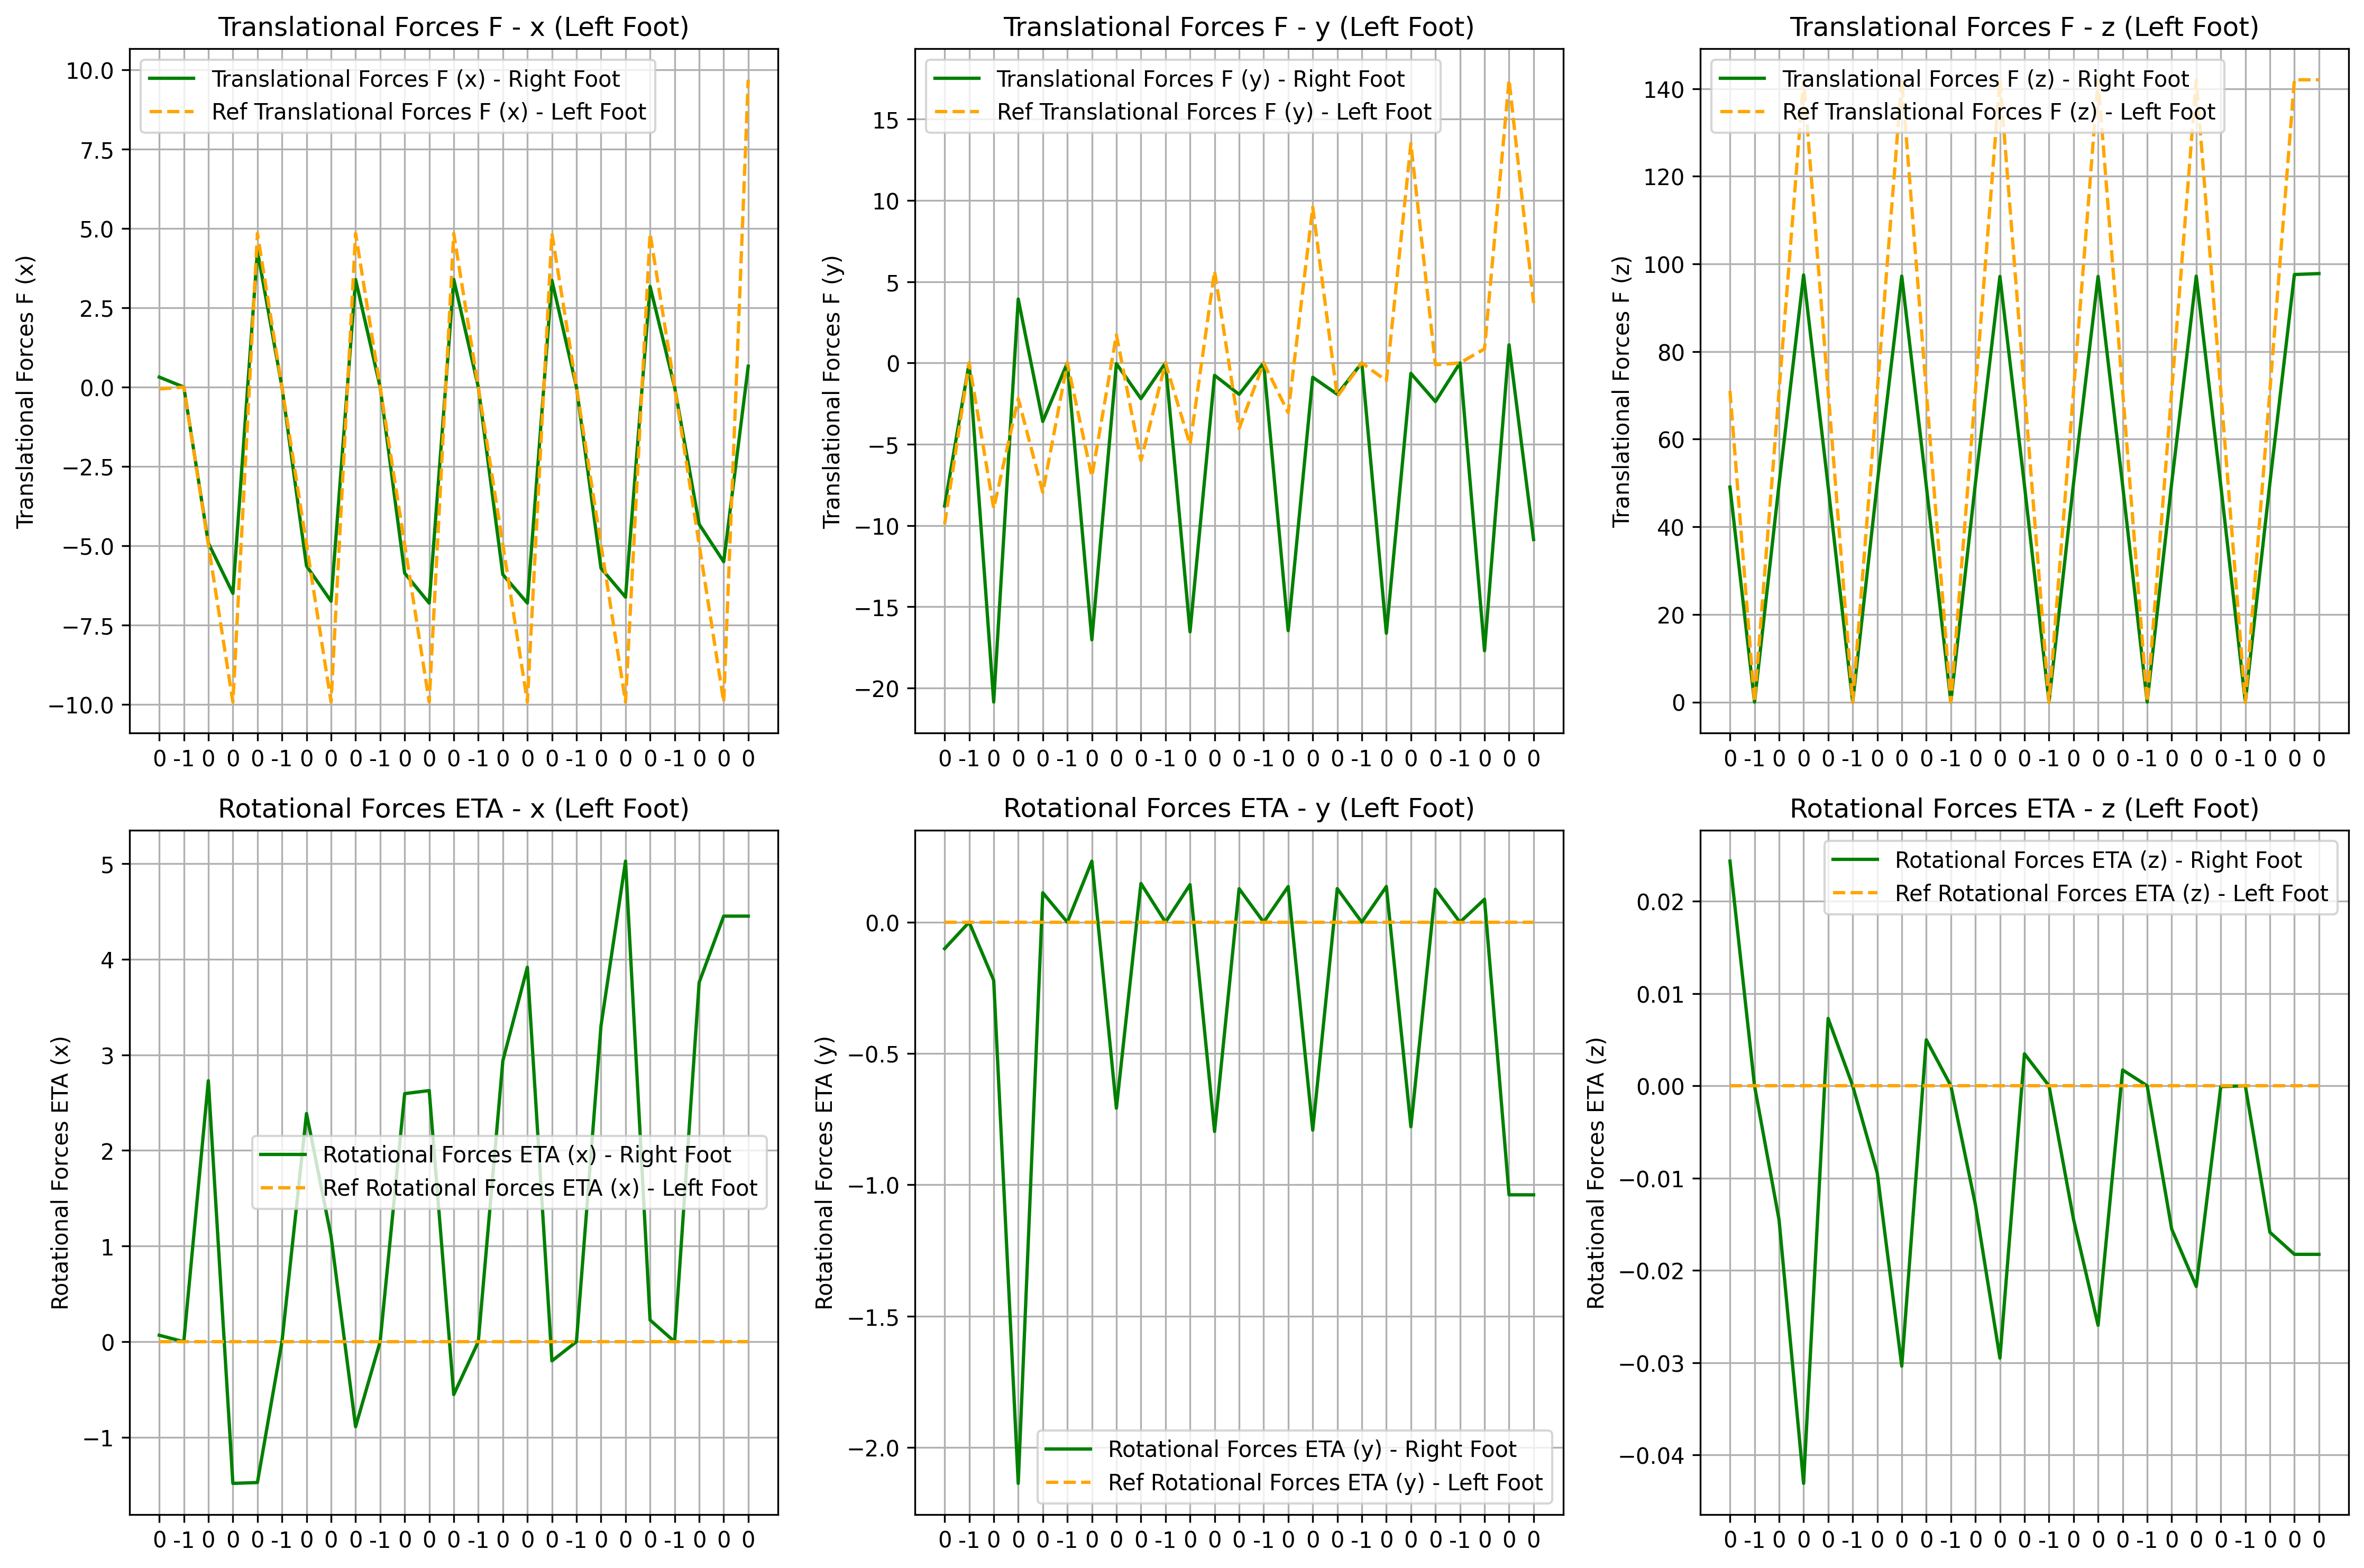 Translational Forces F - x (Left Foot)
Translational Forces F (x) - Right Foot
Ref Translational Forces F (x) - Left Foot
Translational Forces F (x)
10.0
7.5
5.0
2.5
0.0
−2.5
−5.0
−7.5
−10.0
0 -1 0 0 0 -1 0 0 0 -1 0 0 0 -1 0 0 0 -1 0 0 0 -1 0 0 0
Translational Forces F - y (Left Foot)
Translational Forces F (y) - Right Foot
Ref Translational Forces F (y) - Left Foot
Translational Forces F (y)
15
10
5
0
−5
−10
−15
−20
0 -1 0 0 0 -1 0 0 0 -1 0 0 0 -1 0 0 0 -1 0 0 0 -1 0 0 0
Translational Forces F - z (Left Foot)
Translational Forces F (z) - Right Foot
Ref Translational Forces F (z) - Left Foot
Translational Forces F (z)
140
120
100
80
60
40
20
0
0 -1 0 0 0 -1 0 0 0 -1 0 0 0 -1 0 0 0 -1 0 0 0 -1 0 0 0
Rotational Forces ETA - x (Left Foot)
Rotational Forces ETA (x) - Right Foot
Ref Rotational Forces ETA (x) - Left Foot
Rotational Forces ETA (x)
5
4
3
2
1
0
−1
0 -1 0 0 0 -1 0 0 0 -1 0 0 0 -1 0 0 0 -1 0 0 0 -1 0 0 0
Rotational Forces ETA - y (Left Foot)
Rotational Forces ETA (y) - Right Foot
Ref Rotational Forces ETA (y) - Left Foot
Rotational Forces ETA (y)
0.0
−0.5
−1.0
−1.5
−2.0
0 -1 0 0 0 -1 0 0 0 -1 0 0 0 -1 0 0 0 -1 0 0 0 -1 0 0 0
Rotational Forces ETA - z (Left Foot)
Rotational Forces ETA (z) - Right Foot
Ref Rotational Forces ETA (z) - Left Foot
Rotational Forces ETA (z)
0.02
0.01
0.00
−0.01
−0.02
−0.03
−0.04
0 -1 0 0 0 -1 0 0 0 -1 0 0 0 -1 0 0 0 -1 0 0 0 -1 0 0 0